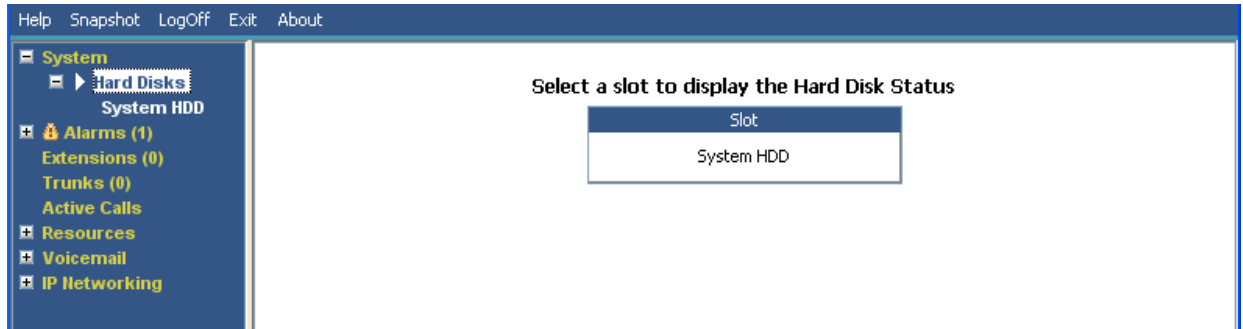 Help Snapshot LogOff Exit About
System
Hard Disks
System HDD
Alarms (1)
Extensions (0)
Trunks (0)
Active Calls
Resources
Voicemail
IP Networking
Select a slot to display the Hard Disk Status
Slot
System HDD